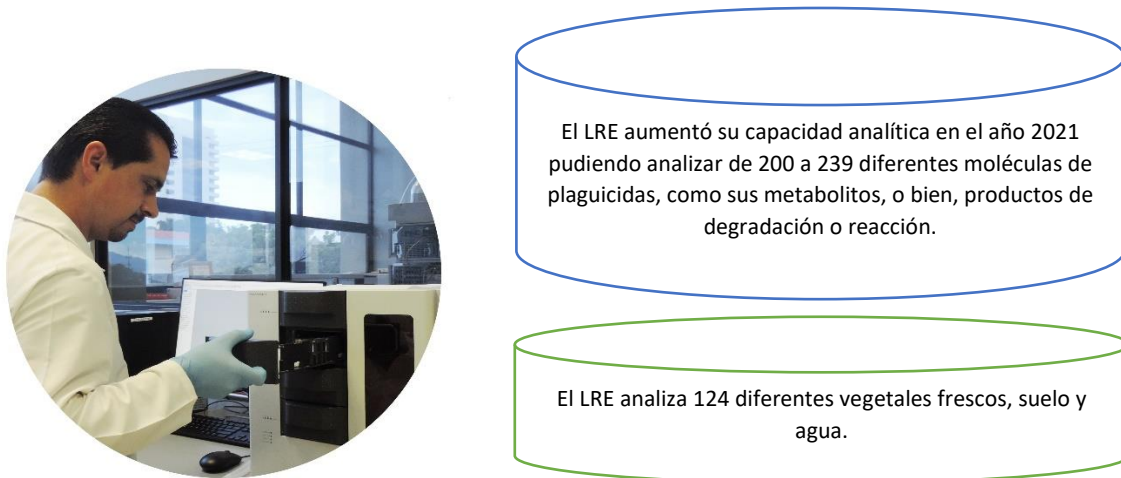 El LRE aumentó su capacidad analítica en el año 2021
pudiendo analizar de 200 a 239 diferentes moléculas de
plaguicidas, como sus metabolitos, o bien, productos de
degradación o reacción.
El LRE analiza 124 diferentes vegetales frescos, suelo y
agua.